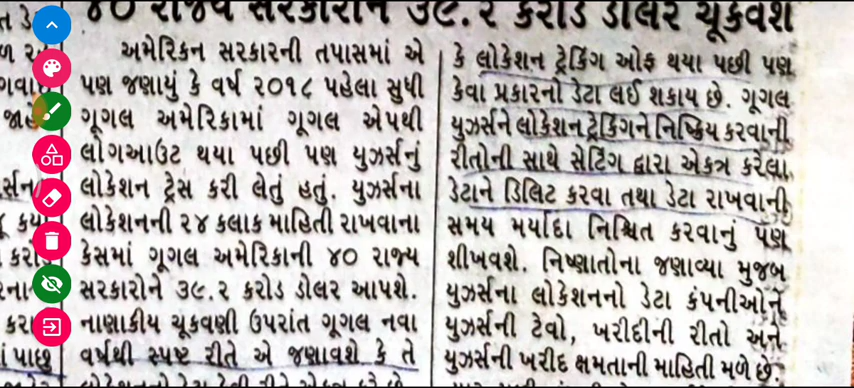 ૪૦ રાજ્ય સરકારોને ૩૯.ર કરોડ ડોલર ચૂકવશે
અમેરિકન સરકારની તપાસમાં એ
પણ જણાયું કે વર્ષ ૨૦૧૮ પહેલા સુધી
ગૂગલ અમેરિકામાં ગૂગલ એપથી
લોગઆઉટ થયા પછી પણ યુઝર્સનું
લોકેશન ટ્રેસ કરી લેતું હતું. યુઝર્સના
લોકેશનની ૨૪ કલાક માહિતી રાખવાના
કેસમાં ગૂગલ અમેરિકાની ૪૦ રાજ્ય
સરકારોને ૩૯.ર કરોડ ડોલર આપશે.
નાણાકીય ચૂકવણી ઉપરાંત ગૂગલ નવા
વર્ષથી સ્પષ્ટ રીતે એ જણાવશે કે તે
કે લોકેશન ટ્રેકિંગ ઓફ થયા પછી પણ
કેવા પ્રકારનો ડેટા લઈ શકાય છે. ગૂગલ
યુઝર્સને લોકેશન ટ્રેકિંગને નિષ્ક્રિય કરવાની
રીતોની સાથે સેટિંગ દ્વારા એકત્ર કરેલા
ડેટાને ડિલિટ કરવા તથા ડેટા રાખવાની
સમય મર્યાદા નિશ્ચિત કરવાનું પણ
શીખવશે. નિષ્ણાતોના જણાવ્યા મુજબ
યુઝર્સના લોકેશનનો ડેટા કંપનીઓને
યુઝર્સની ટેવો, ખરીદીની રીતો અને
યુઝર્સની ખરીદ ક્ષમતાની માહિતી મળે છે